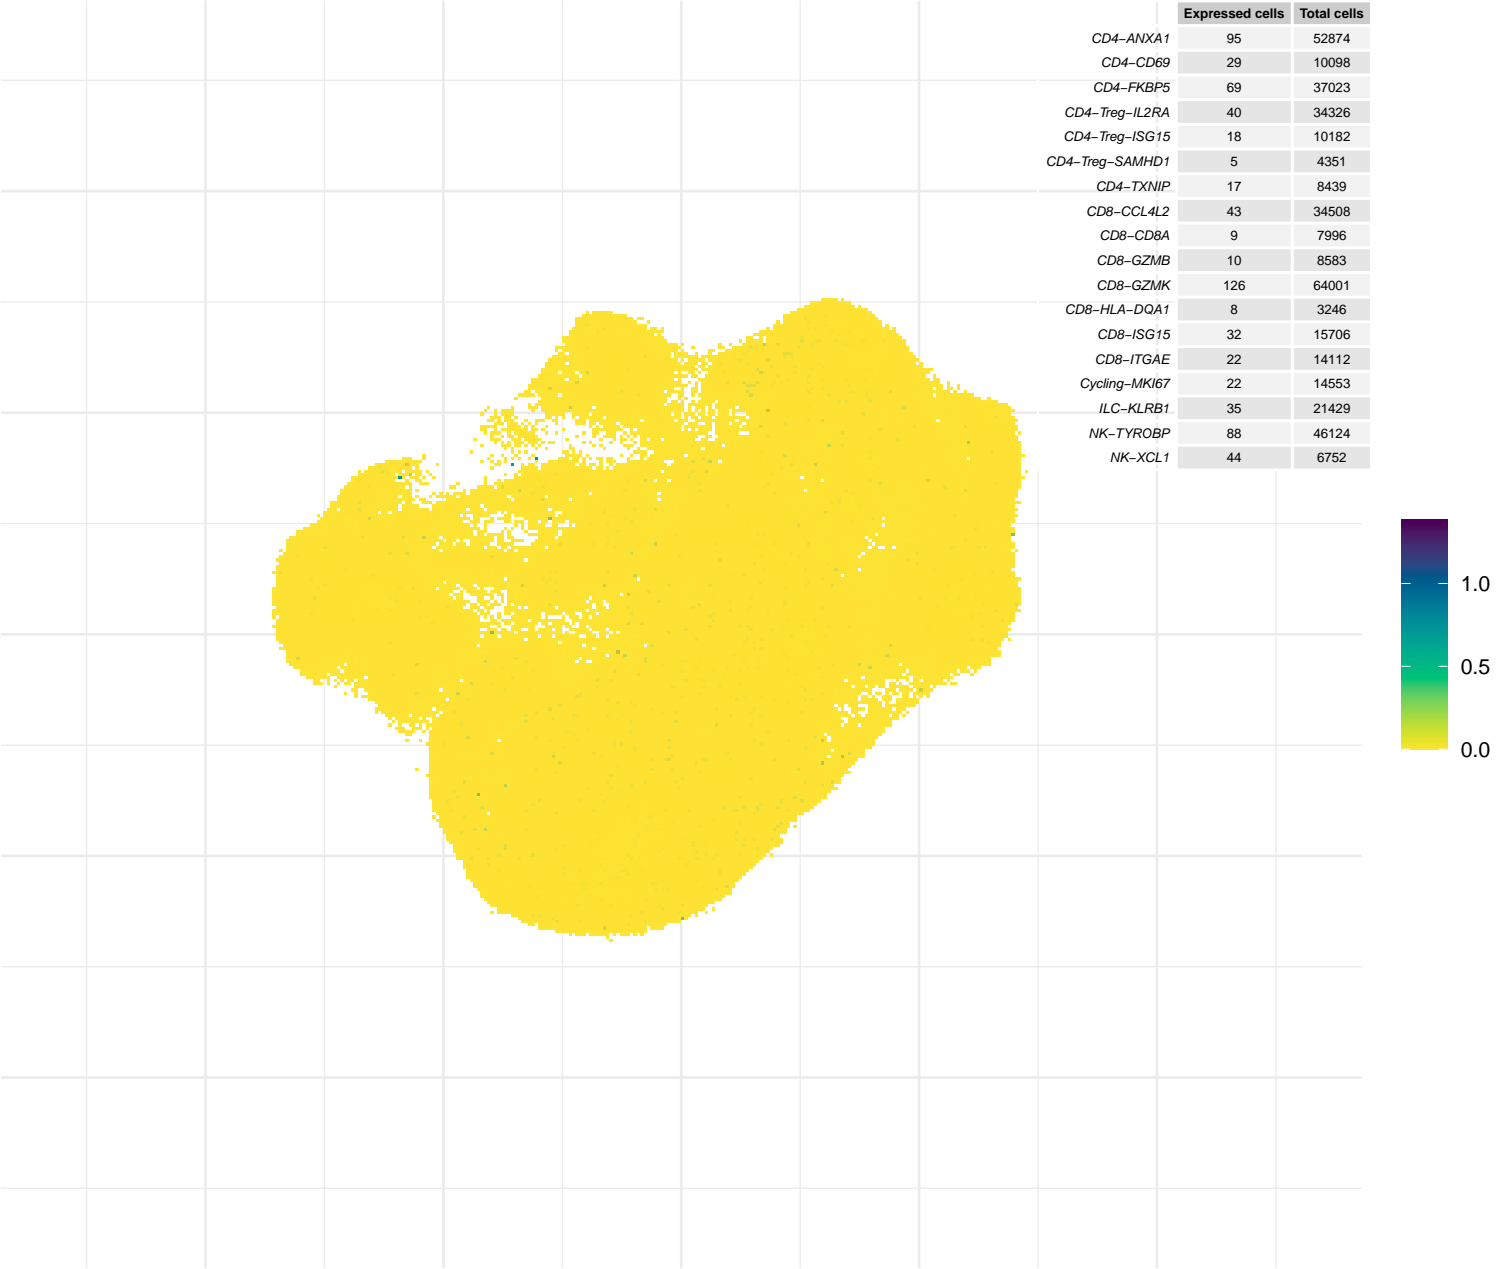 Expressed cells Total cells
CD4−ANXA1 95 52874
CD4−CD69 29 10098
CD4−FKBP5 69 37023
CD4−Treg−IL2RA 40 34326
CD4−Treg−ISG15 18 10182
CD4−Treg−SAMHD1 5 4351
CD4−TXNIP 17 8439
CD8−CCL4L2 43 34508
CD8−CD8A 9 7996
CD8−GZMB 10 8583
CD8−GZMK 126 64001
CD8−HLA−DQA1 8 3246
CD8−ISG15 32 15706
CD8−ITGAE 22 14112
Cycling−MKI67 22 14553
ILC−KLRB1 35 21429
NK−TYROBP 88 46124
NK−XCL1 44 6752
1.0
0.5
0.0